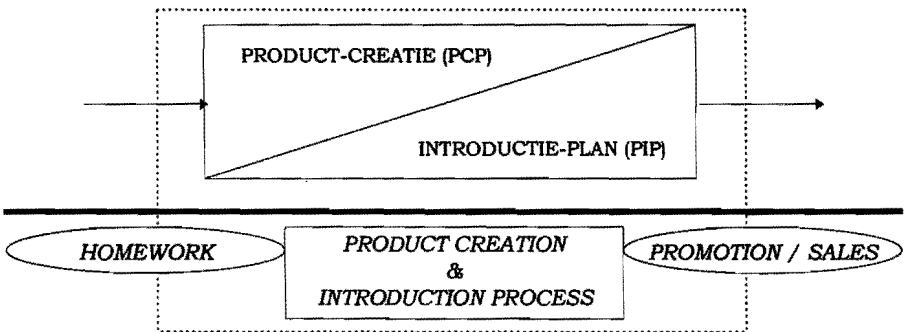 PRODUCT-CREATIE (PCP)
INTRODUCTIE-PLAN (PIP)
HOMEWORK
PRODUCT CREATION
&
INTRODUCTION PROCESS
PROMOTION / SALES